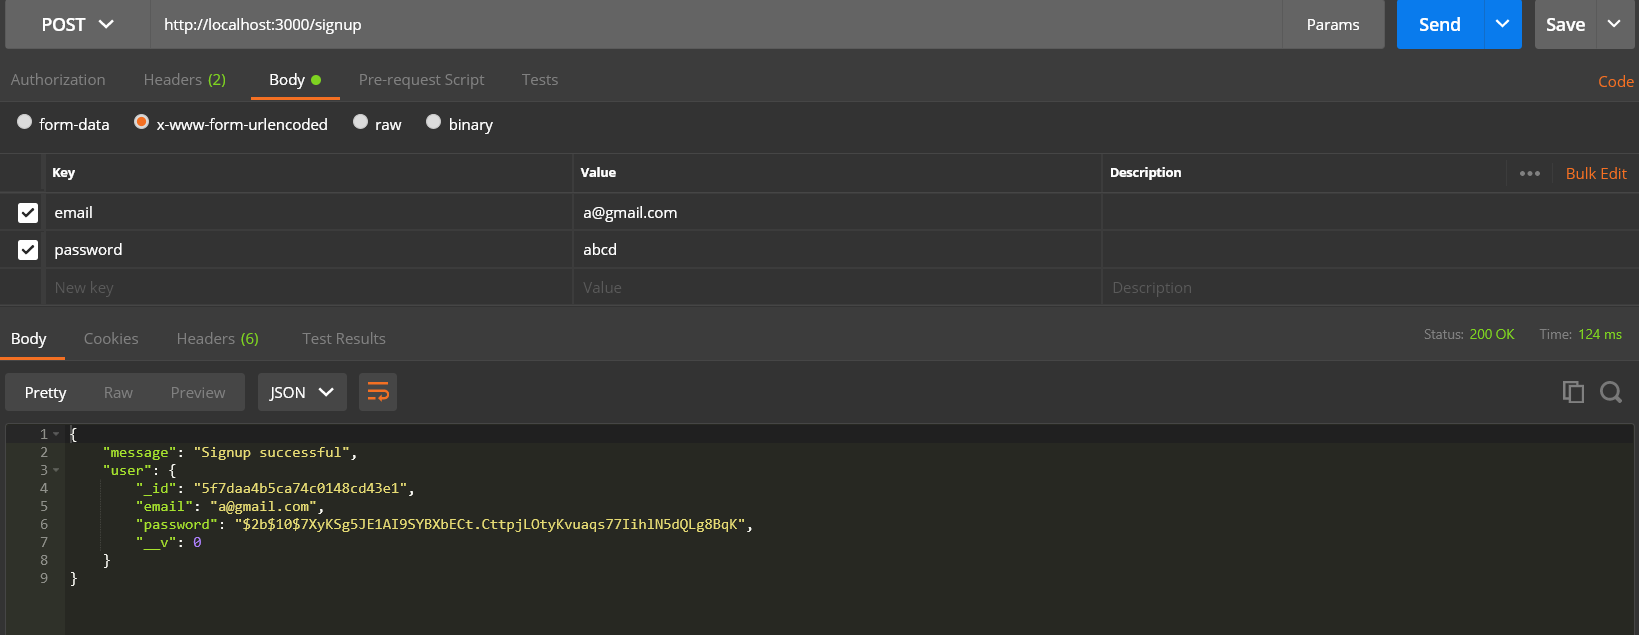 POST http://localhost:3000/signup Params Send Save
Authorization Headers (2) Body Pre-request Script Tests Code
form-data x-www-form-urlencoded raw binary
Key Value Description Bulk Edit
email a@gmail.com
password abcd
New key Value Description
Body Cookies Headers (6) Test Results Status: 200 OK Time: 124 ms
Pretty Raw Preview JSON
1 {
2 "message": "Signup successful",
3 "user": {
4 "_id": "5f7daa4b5ca74c0148cd43e1",
5 "email": "a@gmail.com",
6 "password": "$2b$10$7XyKSg5JE1AI9SYBXbECt.CttpjLOtyKvuaqs77IihlN5dQLg8BqK",
7 "__v": 0
8 }
9 }